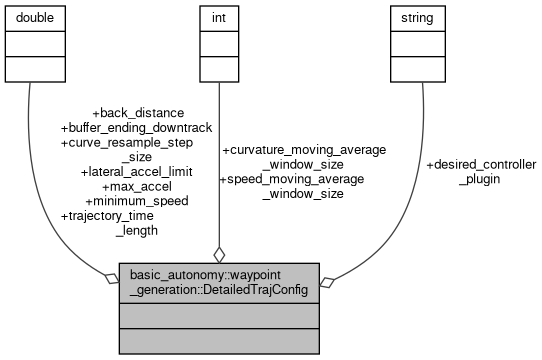 double
int
string
+back_distance
+buffer_ending_downtrack
+curve_resample_step
_size
+lateral_accel_limit
+max_accel
+minimum_speed
+trajectory_time
_length
+curvature_moving_average
_window_size
+speed_moving_average
_window_size
+desired_controller
_plugin
basic_autonomy::waypoint
_generation::DetailedTrajConfig